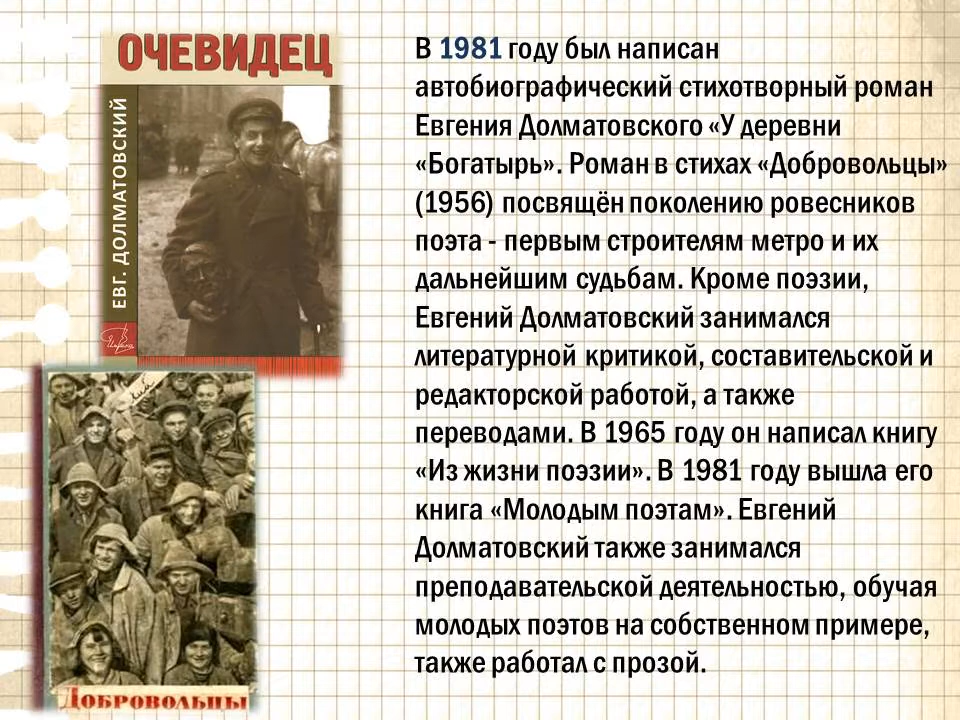 ОЧЕВИДЕЦ
ЕВГ. ДОЛМАТОВСКИЙ
ДОБРОВОЛЬЦЫ
В 1981 году был написан
автобиографический стихотворный роман
Евгения Долматовского «У деревни
«Богатырь». Роман в стихах «Добровольцы»
(1956) посвящён поколению ровесников
поэта - первым строителям метро и их
дальнейшим судьбам. Кроме поэзии,
Евгений Долматовский занимался
литературной критикой, составительской и
редакторской работой, а также
переводами. В 1965 году он написал книгу
«Из жизни поэзии». В 1981 году вышла его
книга «Молодым поэтам». Евгений
Долматовский также занимался
преподавательской деятельностью, обучая
молодых поэтов на собственном примере,
также работал с прозой.